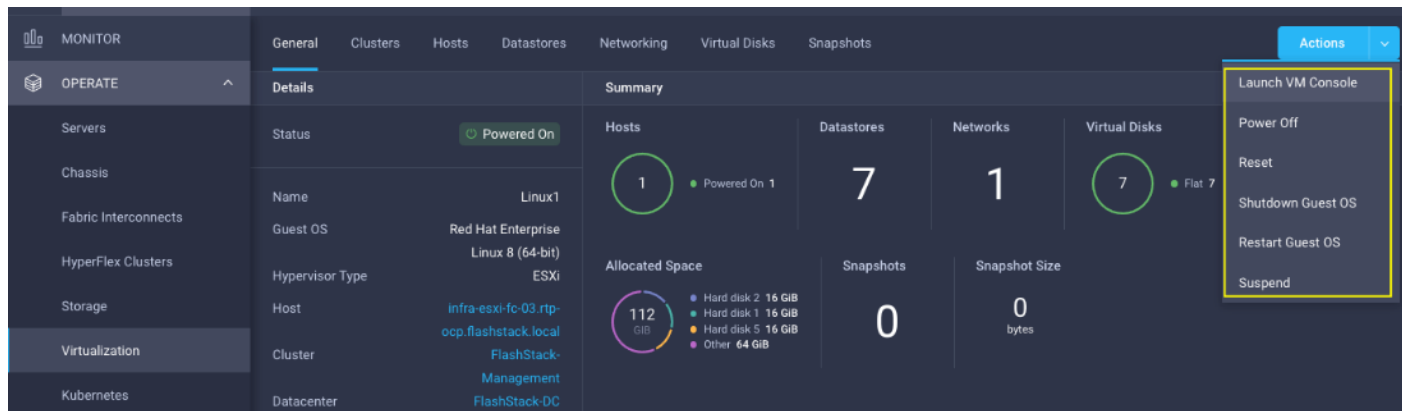 MONITOR
OPERATE
Servers
Chassis
Fabric Interconnects
HyperFlex Clusters
Storage
Virtualization
Kubernetes
General Clusters Hosts Datastores Networking Virtual Disks Snapshots
Actions
Details
Status Powered On
Name Linux1
Guest OS Red Hat Enterprise
Linux 8 (64-bit)
Hypervisor Type ESXi
Host infra-esxi-fc-03.rtp-
ocp.flashstack.local
Cluster FlashStack-
Management
Datacenter FlashStack-DC
Summary
Hosts
1
Powered On 1
Datastores
7
Networks
1
Virtual Disks
7
Flat 7
Allocated Space
112
GIB
Hard disk 2 16 GiB
Hard disk 1 16 GiB
Hard disk 5 16 GiB
Other 64 GiB
Snapshots
0
Snapshot Size
0
bytes
Launch VM Console
Power Off
Reset
Shutdown Guest OS
Restart Guest OS
Suspend